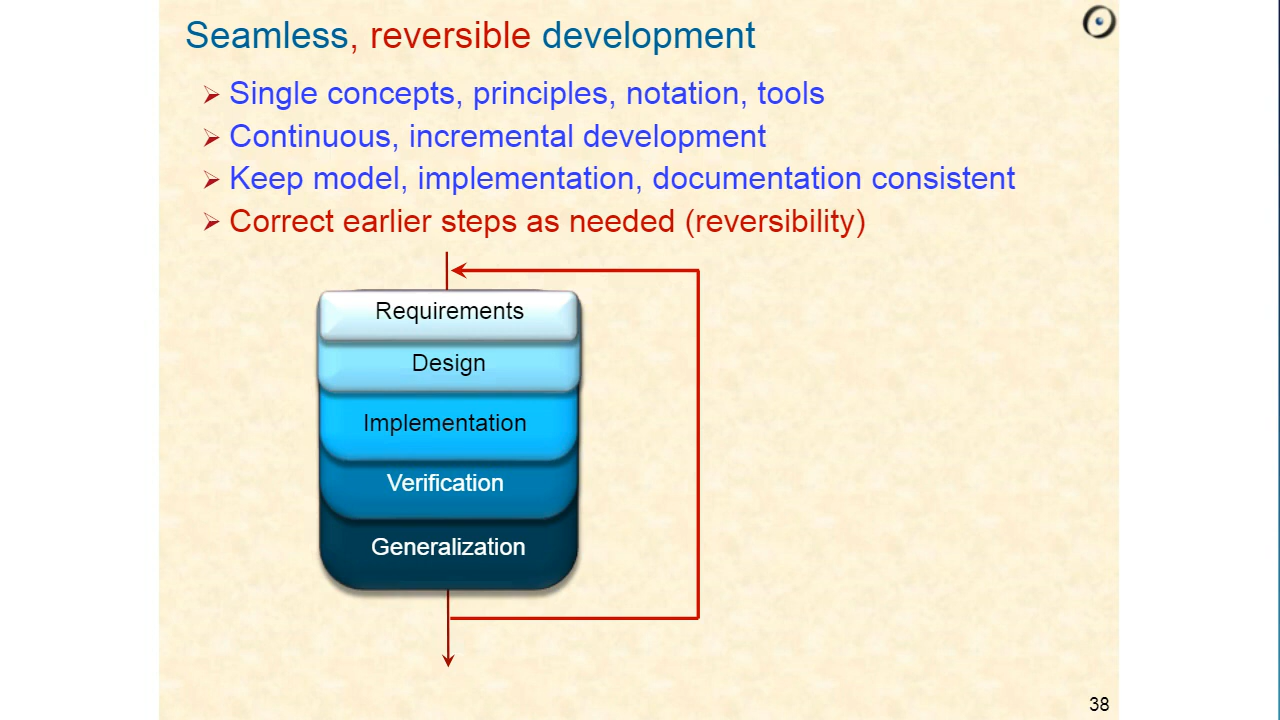 Seamless, reversible development
Single concepts, principles, notation, tools
Continuous, incremental development
Keep model, implementation, documentation consistent
Correct earlier steps as needed (reversibility)
Requirements
Design
Implementation
Verification
Generalization
38